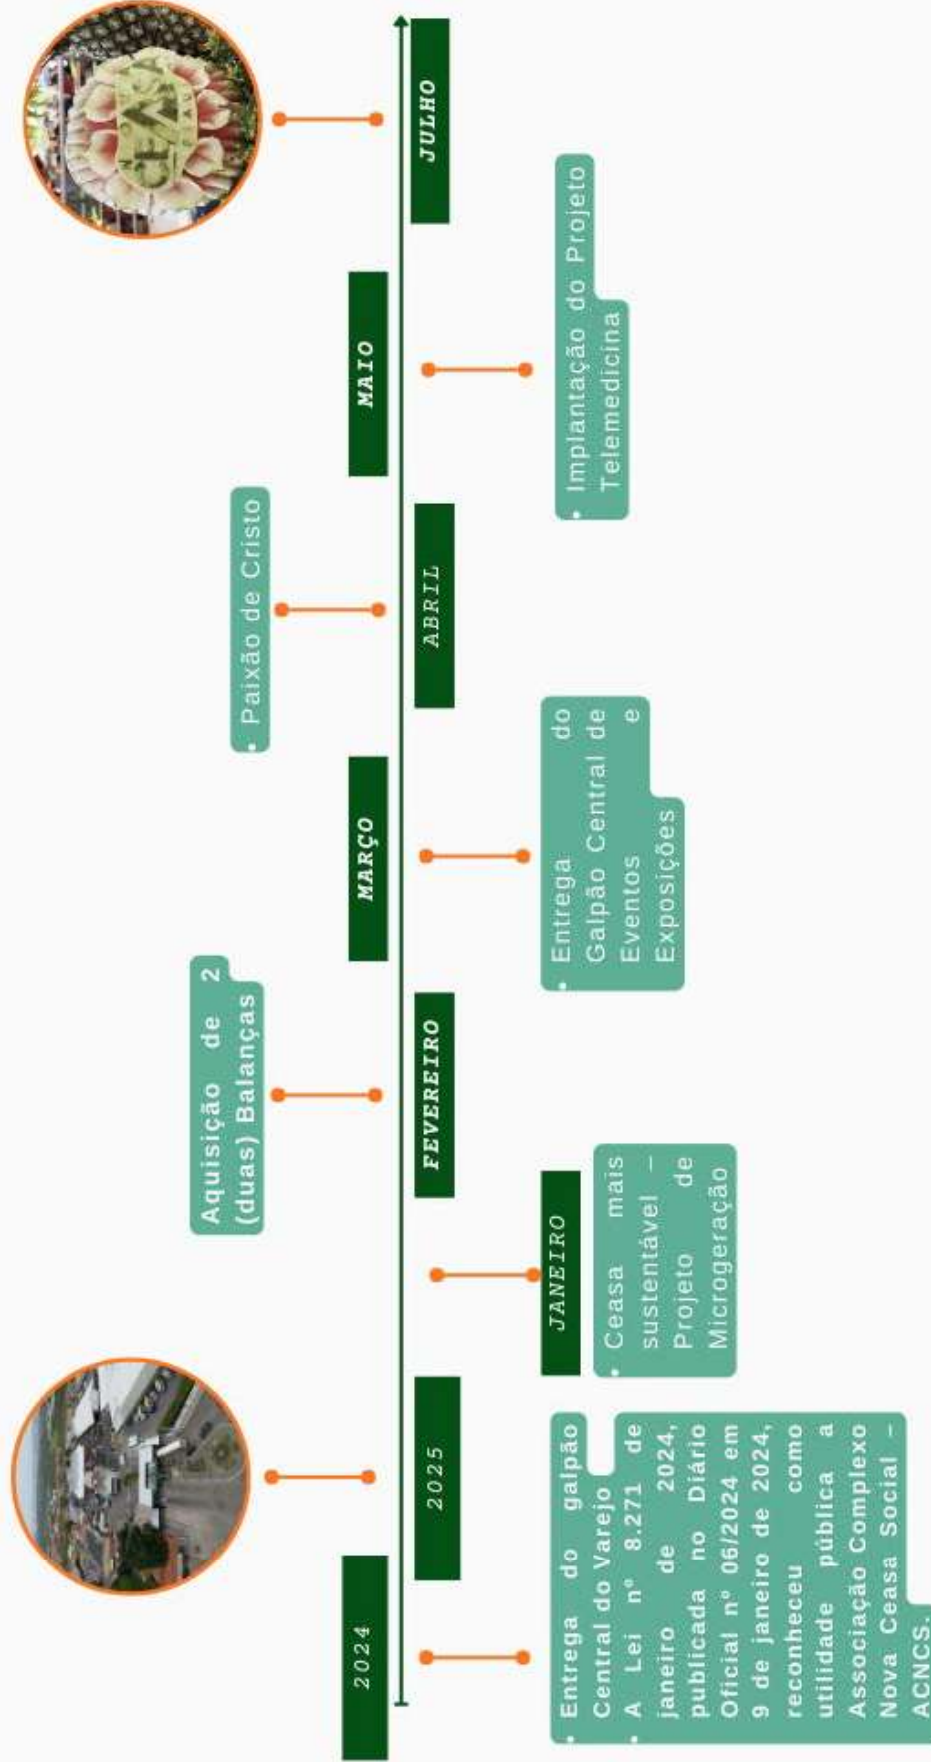 2024
• Entrega do galpão
Central do Varejo
• A Lei nº 8.271 de
janeiro de 2024,
publicada no Diário
Oficial nº 06/2024 em
9 de janeiro de 2024,
reconheceu como
utilidade pública a
Associação Complexo
Nova Ceasa Social –
ACNCS.
2025
JANEIRO
• Ceasa mais
sustentável –
Projeto de
Microgeração
FEVEREIRO
Aquisição de 2
(duas) Balanças
MARÇO
• Entrega do
Galpão Central de
Eventos e
Exposições
ABRIL
• Paixão de Cristo
MAIO
• Implantação do Projeto
Telemedicina
JULHO
CEASA